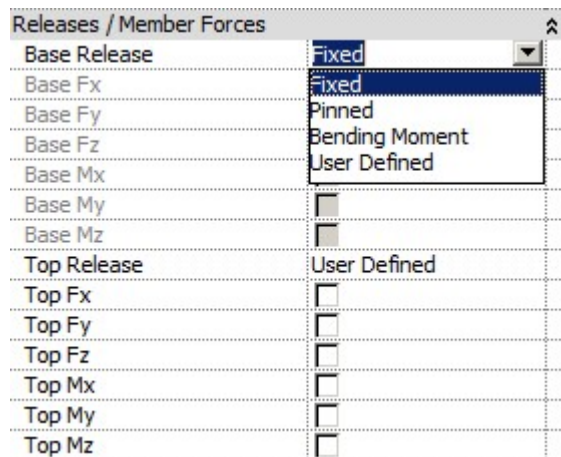 Releases / Member Forces
Base Release Fixed
Base Fx Fixed
Base Fy Pinned
Base Fz Bending Moment
Base Mx User Defined
Base My
Base Mz
Top Release User Defined
Top Fx
Top Fy
Top Fz
Top Mx
Top My
Top Mz